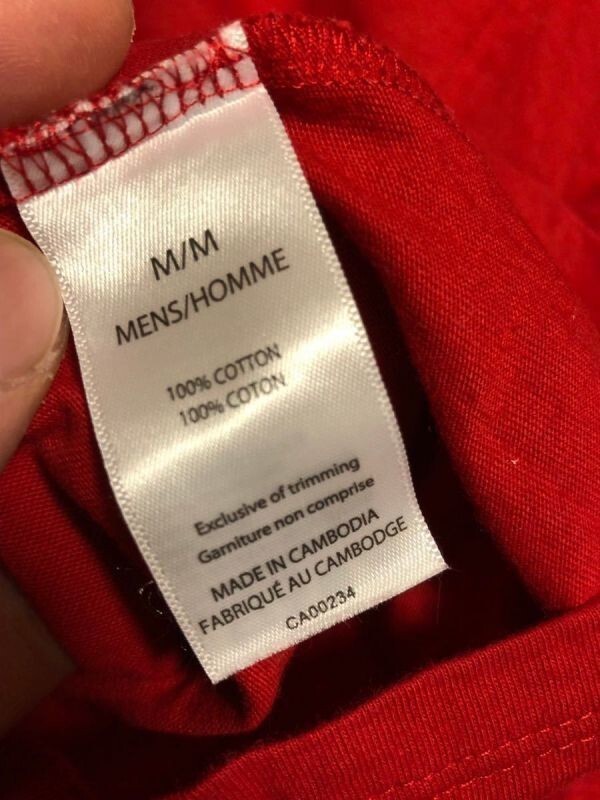 M/M
MENS/HOMME
100% COTTON
100% COTON
Exclusive of trimming
Garniture non comprise
MADE IN CAMBODIA
FABRIQUÉ AU CAMBODGE
CA00234